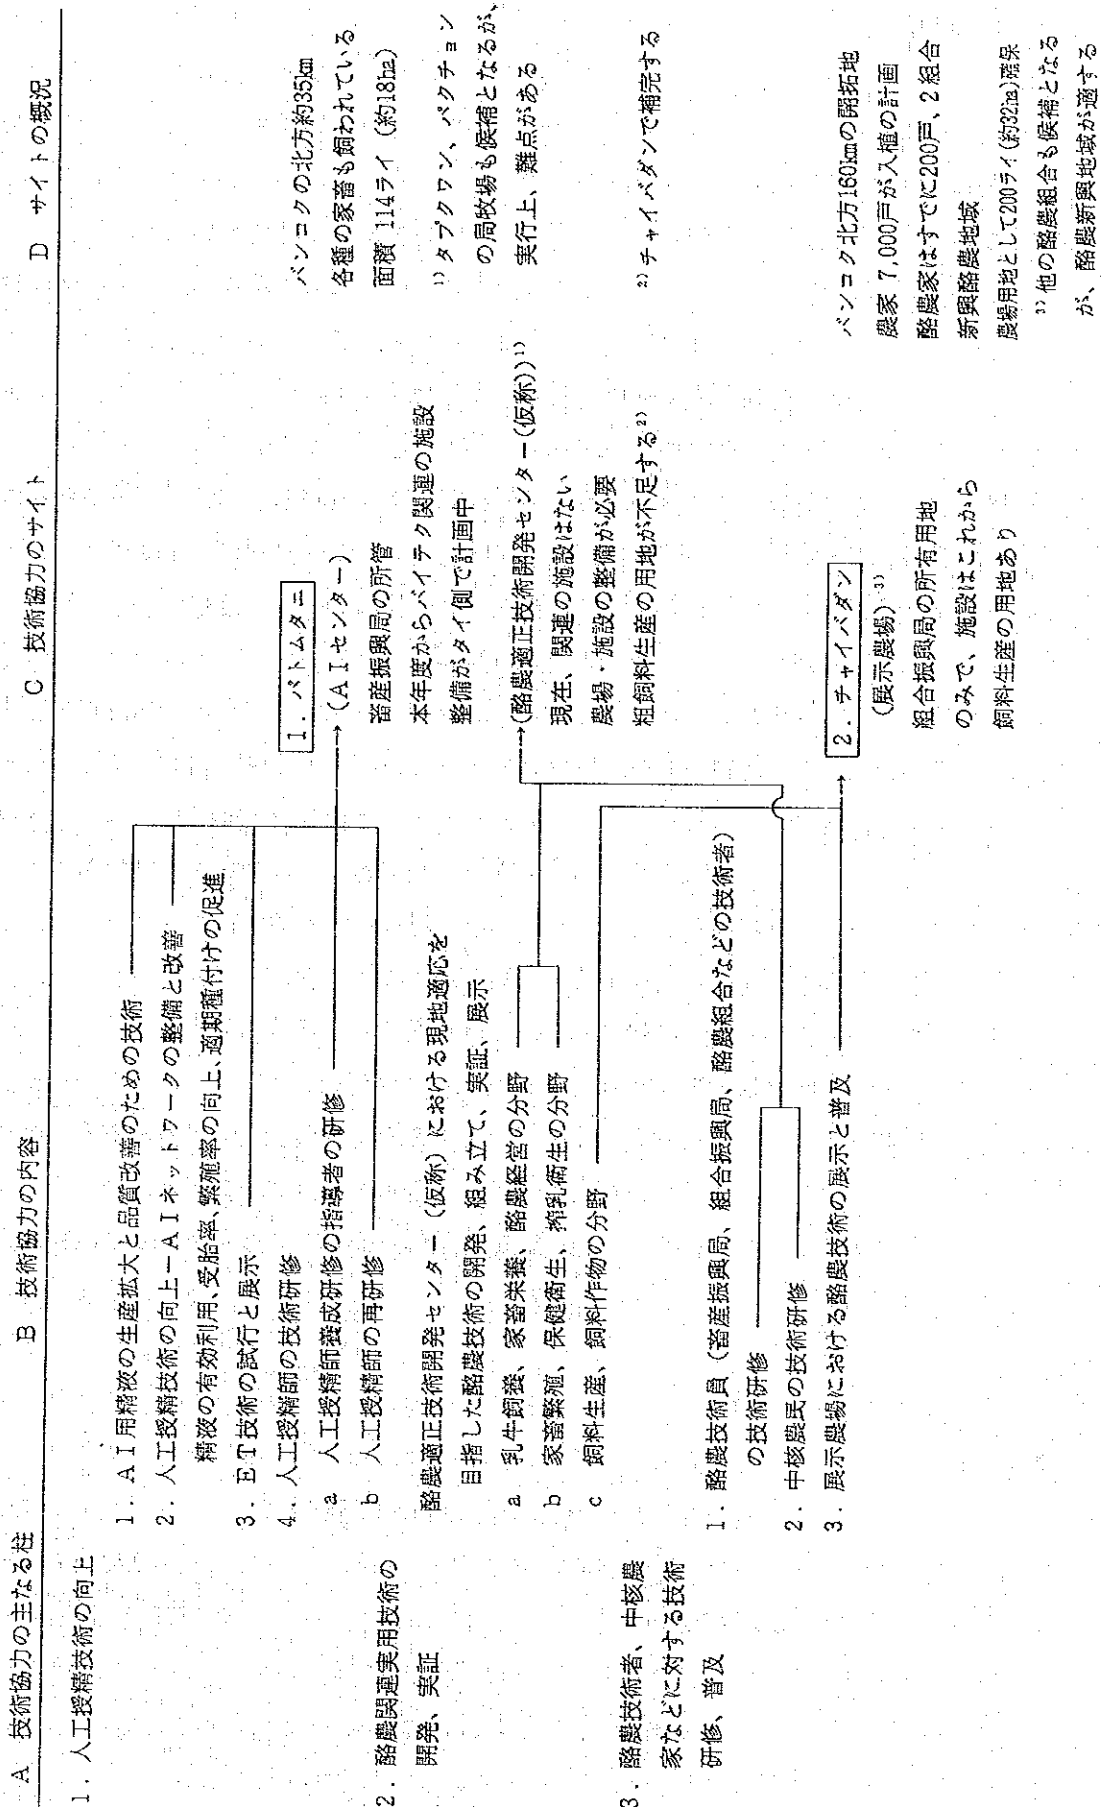 A 技術協力の主なる柱
B 技術協力の内容
C 技術協力のサイト
D サイトの概況
1. 人工授精技術の向上
1. AI用精液の生産拡大と品質改善のための技術
2. 人工授精技術の向上ーAIネットワークの整備と改善
精液の有効利用、受胎率、繁殖率の向上、適期種付けの促進
3. ET技術の試行と展示
4. 人工授精師の技術研修
a 人工授精師養成研修の指導者の研修
b 人工授精師の再研修
1. パトムタニ
(AIセンター)
畜産振興局の所管
本年度からバイテク関連の施設
整備がタイ側で計画中
バンコクの北方約35km
各種の家畜も飼われている
面積 114ライ (約18ha)
1) タプクワン、パクチョン
の局牧場も候補となるが、
実行上、難点がある
2. 酪農関連実用技術の
開発、実証
酪農適正技術開発センター (仮称) における現地適応を
目指した酪農技術の開発、組み立て、実証、展示
a 乳牛飼養、家畜栄養、酪農経営の分野
b 家畜繁殖、保健衛生、搾乳衛生の分野
c 飼料生産、飼料作物の分野
(酪農適正技術開発センター(仮称))1)
現在、関連の施設はない
農場・施設の整備が必要
粗飼料生産の用地が不足する2)
2) チャイバダンで補完する
3. 酪農技術者、中核農
家などに対する技術
研修、普及
1. 酪農技術員 (畜産振興局、組合振興局、酪農組合などの技術者)
の技術研修
2. 中核農民の技術研修
3. 展示農場における酪農技術の展示と普及
2. チャイバダン
(展示農場) 3)
組合振興局の所有用地
のみで、施設はこれから
飼料生産の用地あり
バンコク北方160kmの開拓地
農家 7,000戸が入植の計画
酪農家はすでに200戸、2組合
新興酪農地域
農場用地として200ライ(約32ha)確保
3) 他の酪農組合も候補となる
が、酪農新興地域が適する